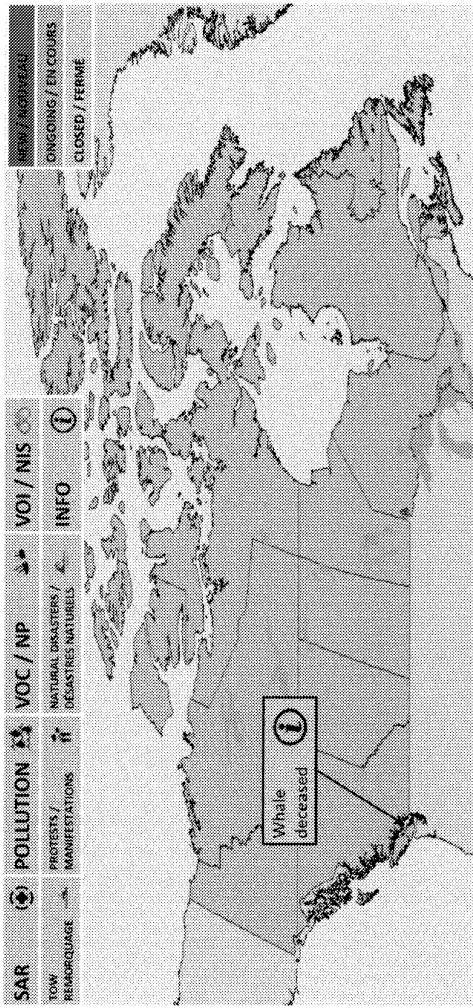 SAR
POLLUTION
VOC / NP
VOI / NIS
TOW
REMORQUAGE
PROTESTS /
MANIFESTATIONS
NATURAL DISASTERS /
DÉSASTRES NATURELS
INFO
NEW / NOUVEAU
ONGOING / EN COURS
CLOSED / FERMÉ
Whale
deceased